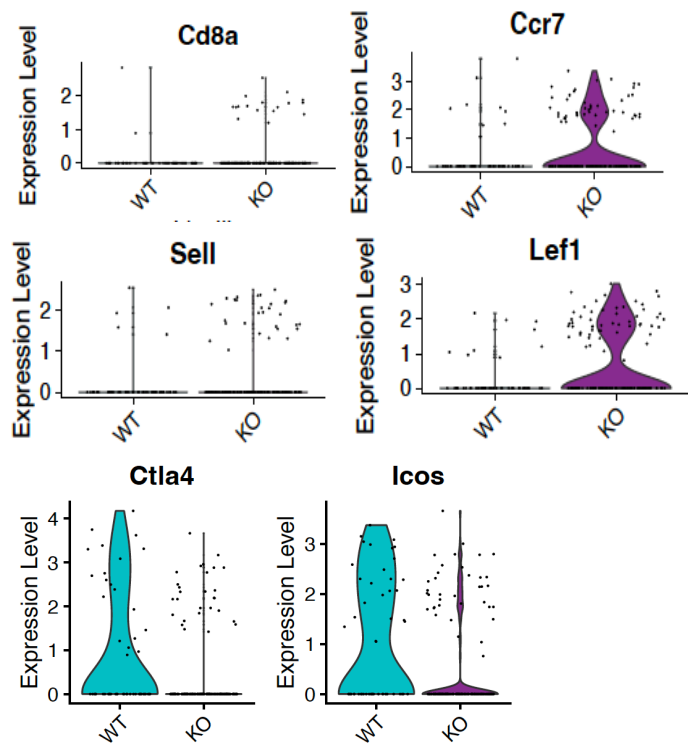 Cd8a
Expression Level
2
1
0
WT
KO
Ccr7
Expression Level
3
2
1
0
WT
KO
Sell
Expression Level
2
1
0
WT
KO
Lef1
Expression Level
3
2
1
0
WT
KO
Ctla4
Expression Level
4
3
2
1
0
WT
KO
Icos
Expression Level
3
2
1
0
WT
KO